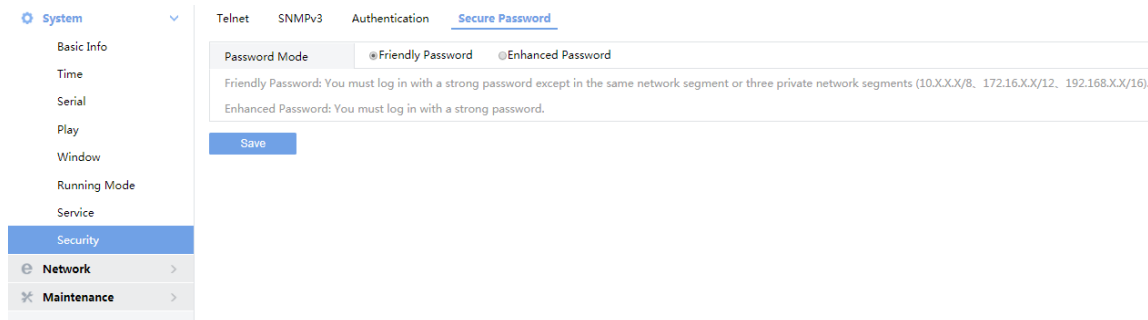 System
Basic Info
Time
Serial
Play
Window
Running Mode
Service
Security
Network
Maintenance
Telnet SNMPv3 Authentication Secure Password
Password Mode Friendly Password Enhanced Password
Friendly Password: You must log in with a strong password except in the same network segment or three private network segments (10.X.X.X/8、172.16.X.X/12、192.168.X.X/16).
Enhanced Password: You must log in with a strong password.
Save